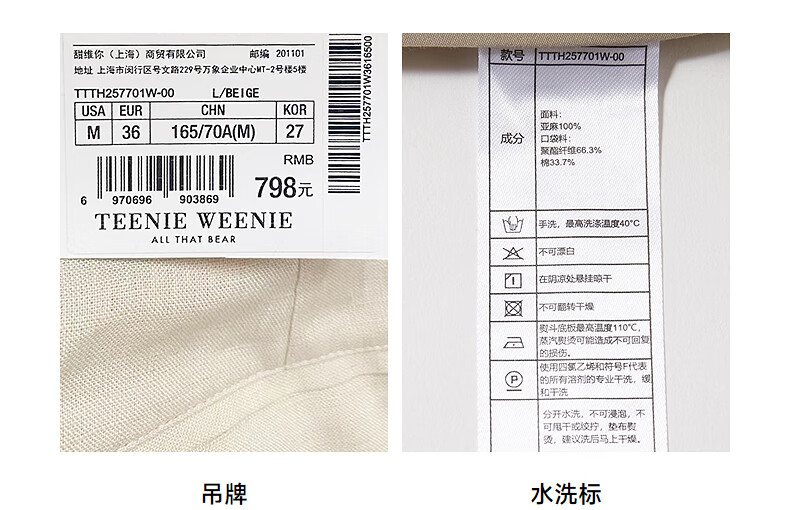 甜维你（上海）商贸有限公司 邮编 201101
地址 上海市闵行区号文路229号万象企业中心MT-2号楼5楼
TTTH257701W-00 L/BEIGE
USA EUR CHN KOR
M 36 165/70A(M) 27
RMB
798元
6 970696 903869
TEENIE WEENIE
ALL THAT BEAR
TTTH257701W3616500
款号 TTTH257701W-00
成分
面料：
亚麻100%
口袋料：
聚酯纤维66.3%
棉33.7%
手洗，最高洗涤温度40°C
不可漂白
在阴凉处悬挂晾干
不可翻转干燥
熨斗底板最高温度110℃，
蒸汽熨烫可能造成不可回复
的损伤。
P
使用四氯乙烯和符号F代表
的所有溶剂的专业干洗，缓
和干洗
分开水洗，不可浸泡，不
可甩干或绞拧，垫布熨
烫，建议洗后马上干燥。
吊牌
水洗标